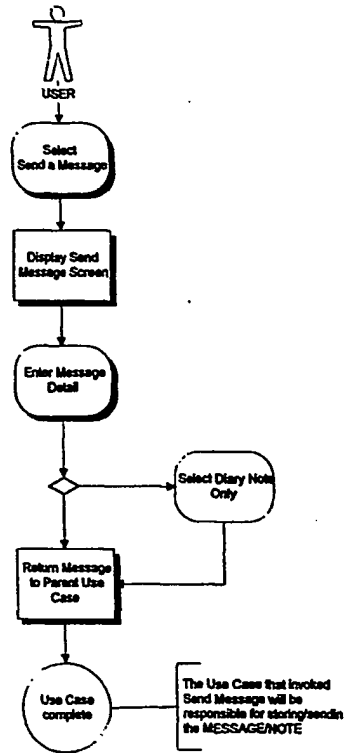 USER
Select
Send a Message
Display Send
Message Screen
Enter Message
Detail
Select Diary Note
Only
Return Message
to Parent Use
Case
Use Case
complete
The Use Case that invoked
Send Message will be
responsible for storing/sendin
the MESSAGE/NOTE